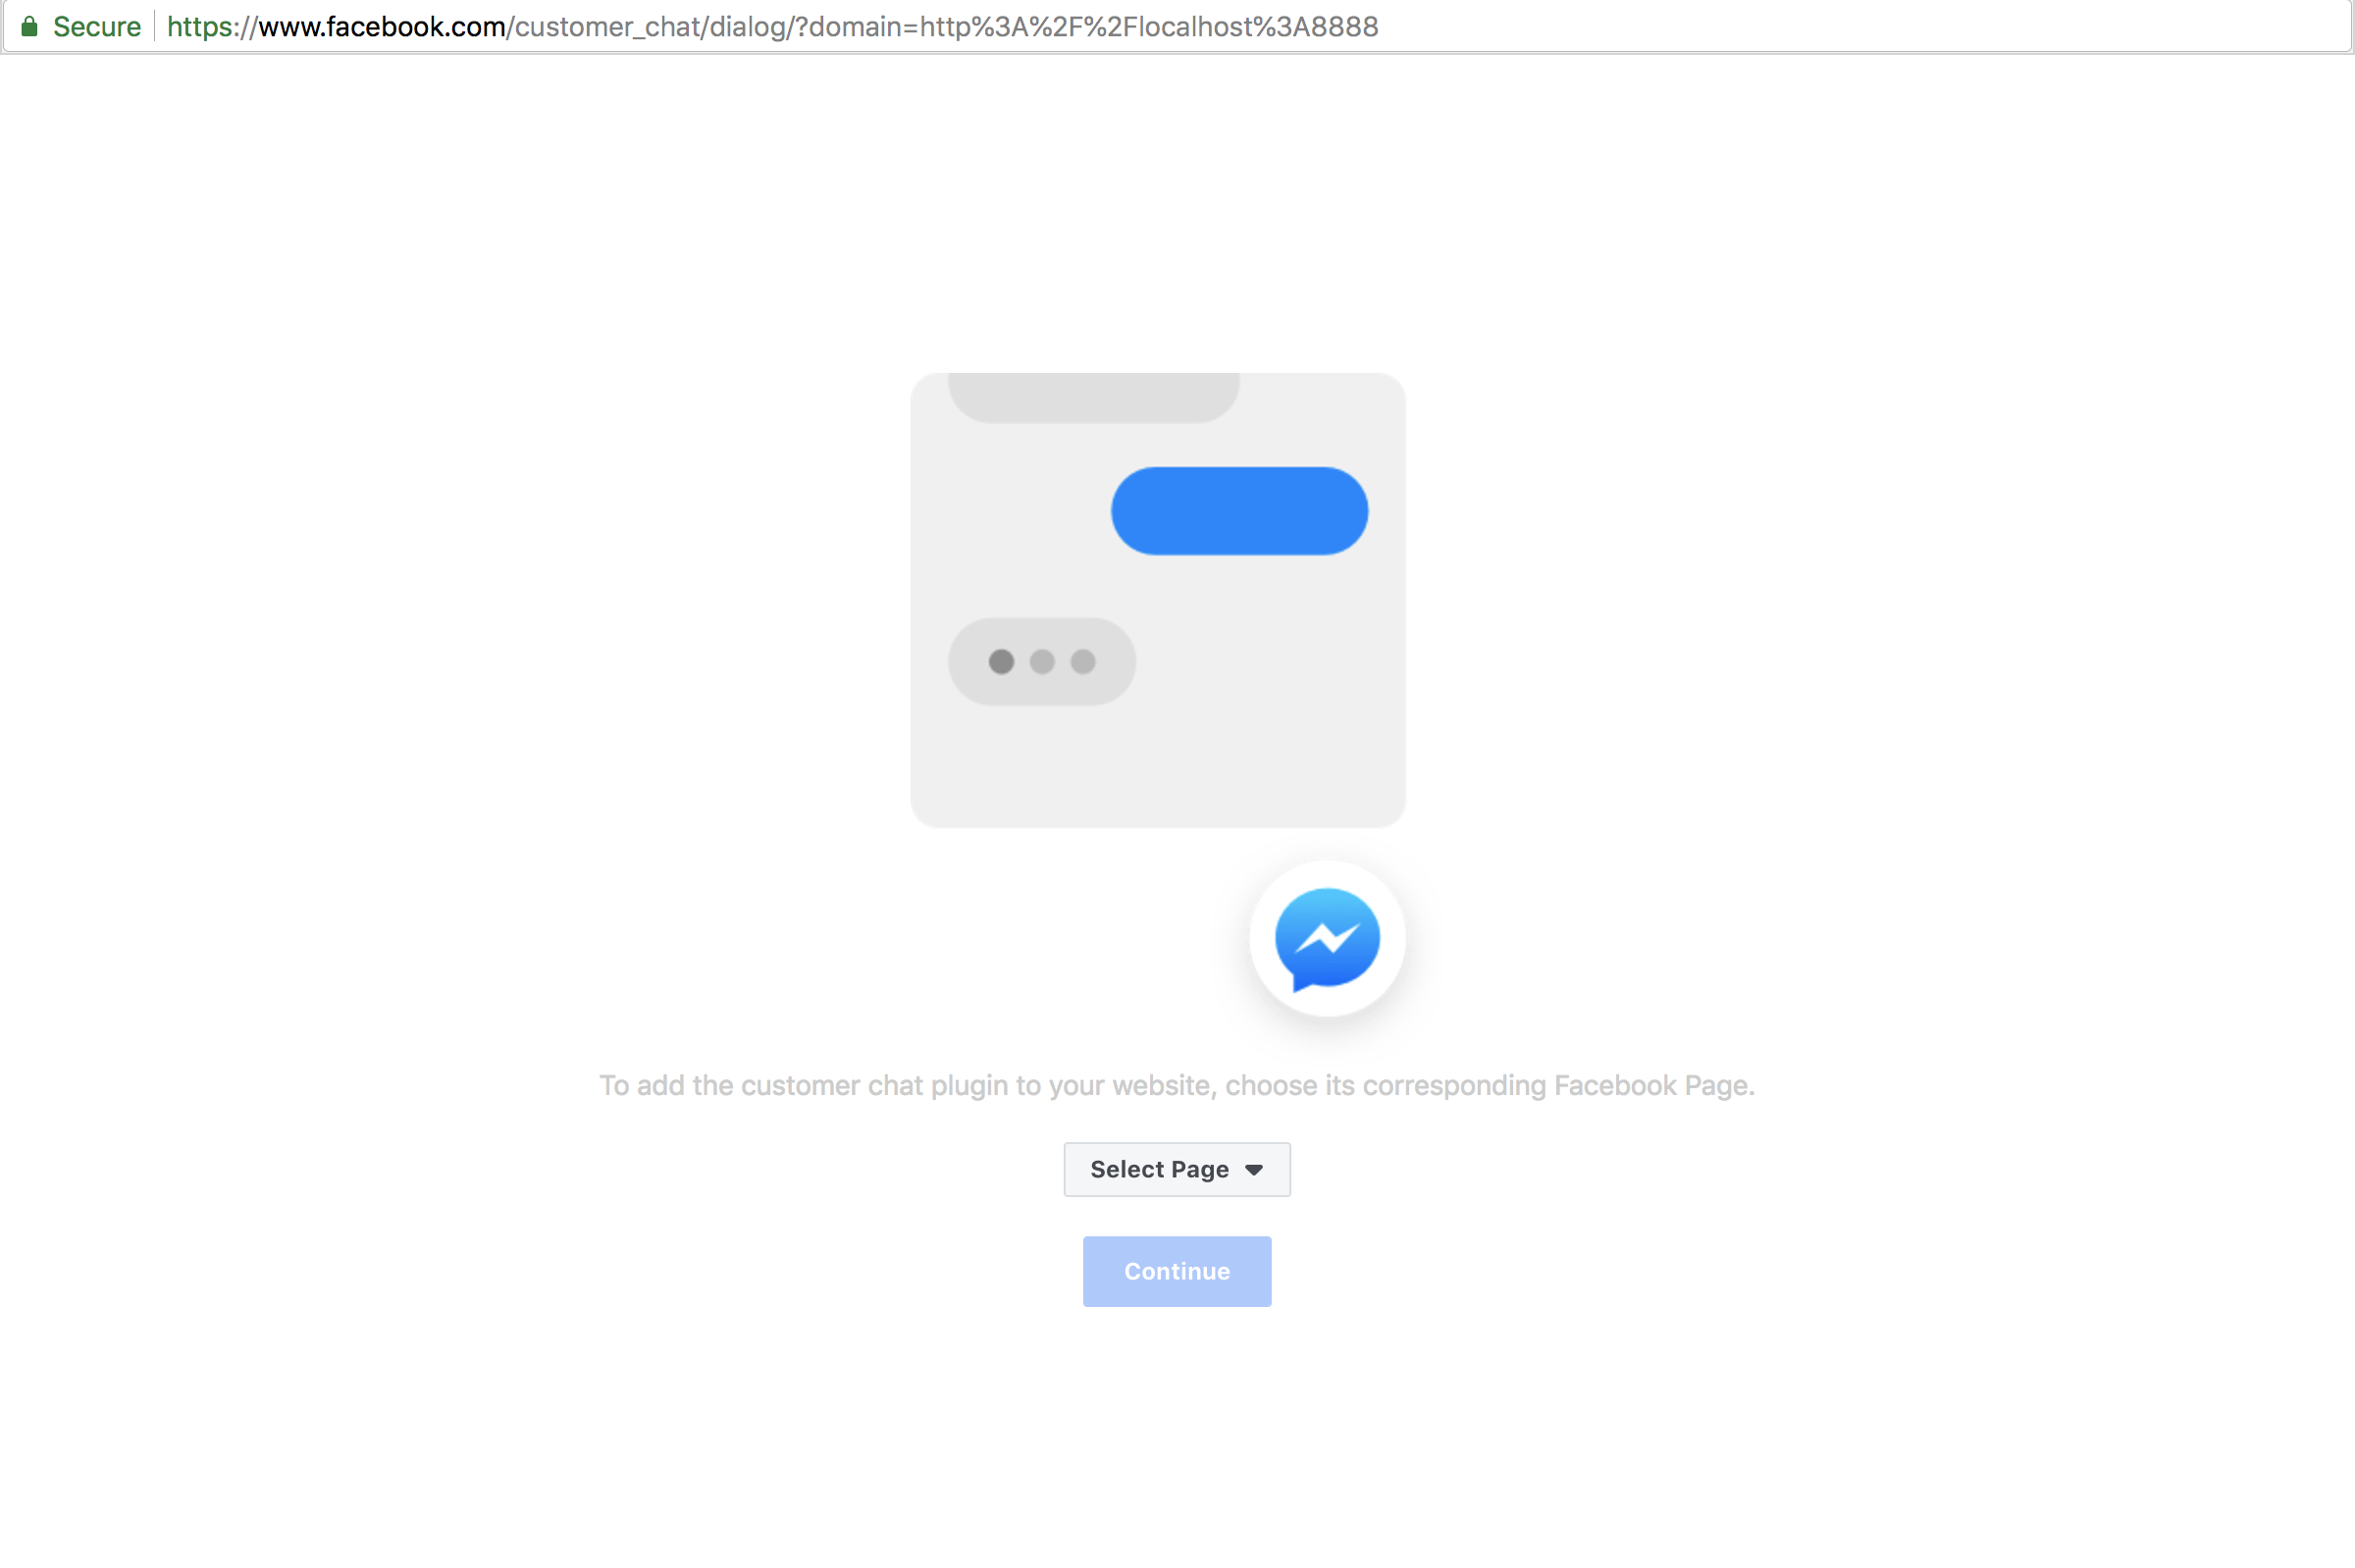 Secure https://www.facebook.com/customer_chat/dialog/?domain=http%3A%2F%2Flocalhost%3A8888
To add the customer chat plugin to your website, choose its corresponding Facebook Page.
Select Page
Continue